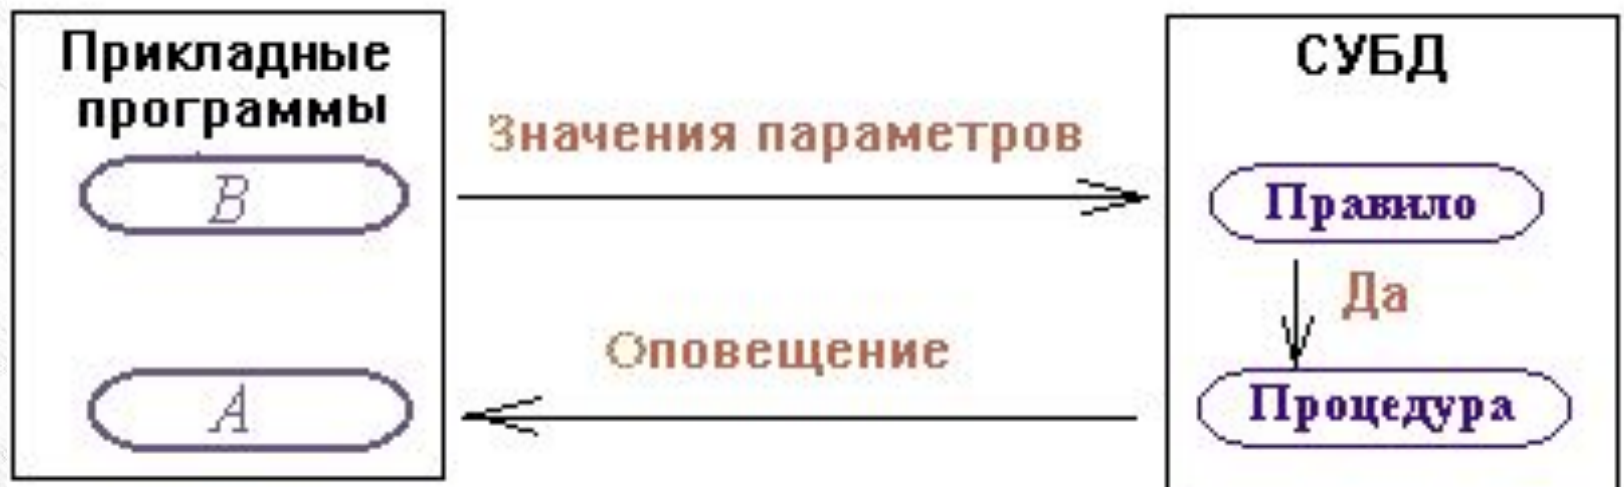 Прикладные
программы
B
A
Значения параметров
Оповещение
СУБД
Правило
Да
Процедура